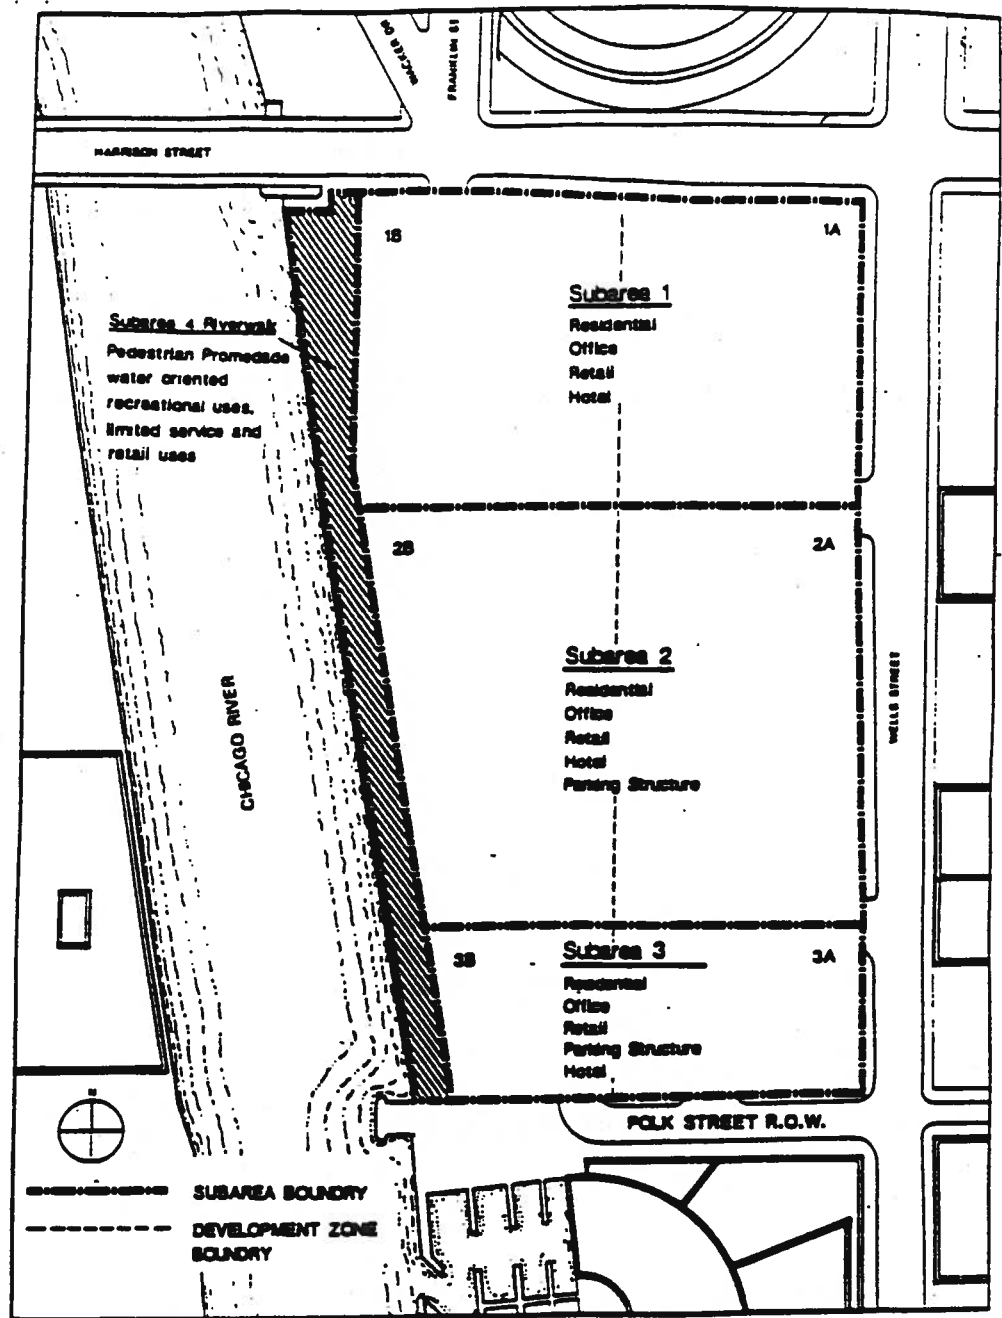 WACKER DR
FRANKLIN ST
HARRISON STREET
1B
1A
Subarea 1
Residential
Office
Retail
Hotel
Subarea 4 Riverwalk
Pedestrian Promedade
water oriented
recreational uses,
limited service and
retail uses
2B
2A
Subarea 2
Residential
Office
Retail
Hotel
Parking Structure
CHICAGO RIVER
WELLS STREET
3B
3A
Subarea 3
Residential
Office
Retail
Parking Structure
Hotel
N
POLK STREET R.O.W.
SUBAREA BOUNDRY
DEVELOPMENT ZONE
BOUNDRY